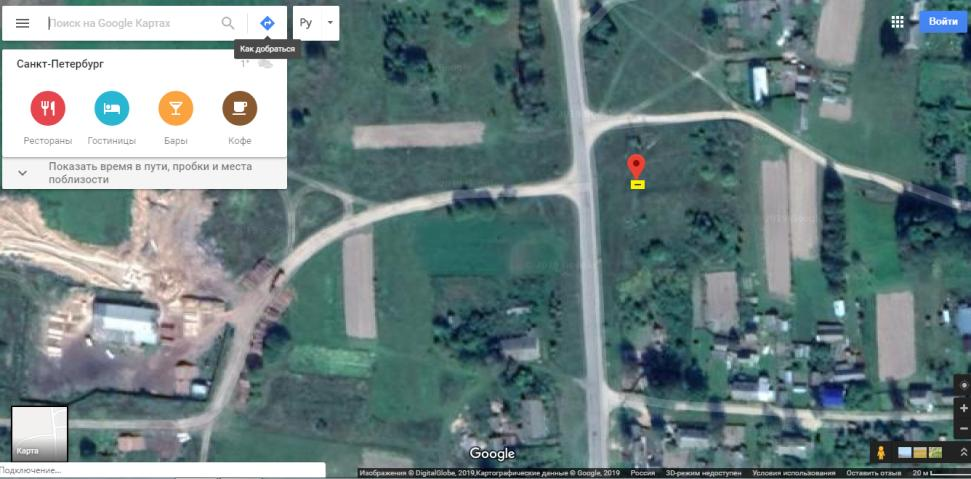 Поиск на Google Картах
Ру
Войти
Как добраться
Санкт-Петербург
1°
Рестораны
Гостиницы
Бары
Кофе
Показать время в пути, пробки и места
поблизости
Карта
Google
Подключение...
Изображения © DigitalGlobe, 2019,Картографические данные © Google, 2019 Россия 3D-режим недоступен Условия использования Оставить отзыв 20 м